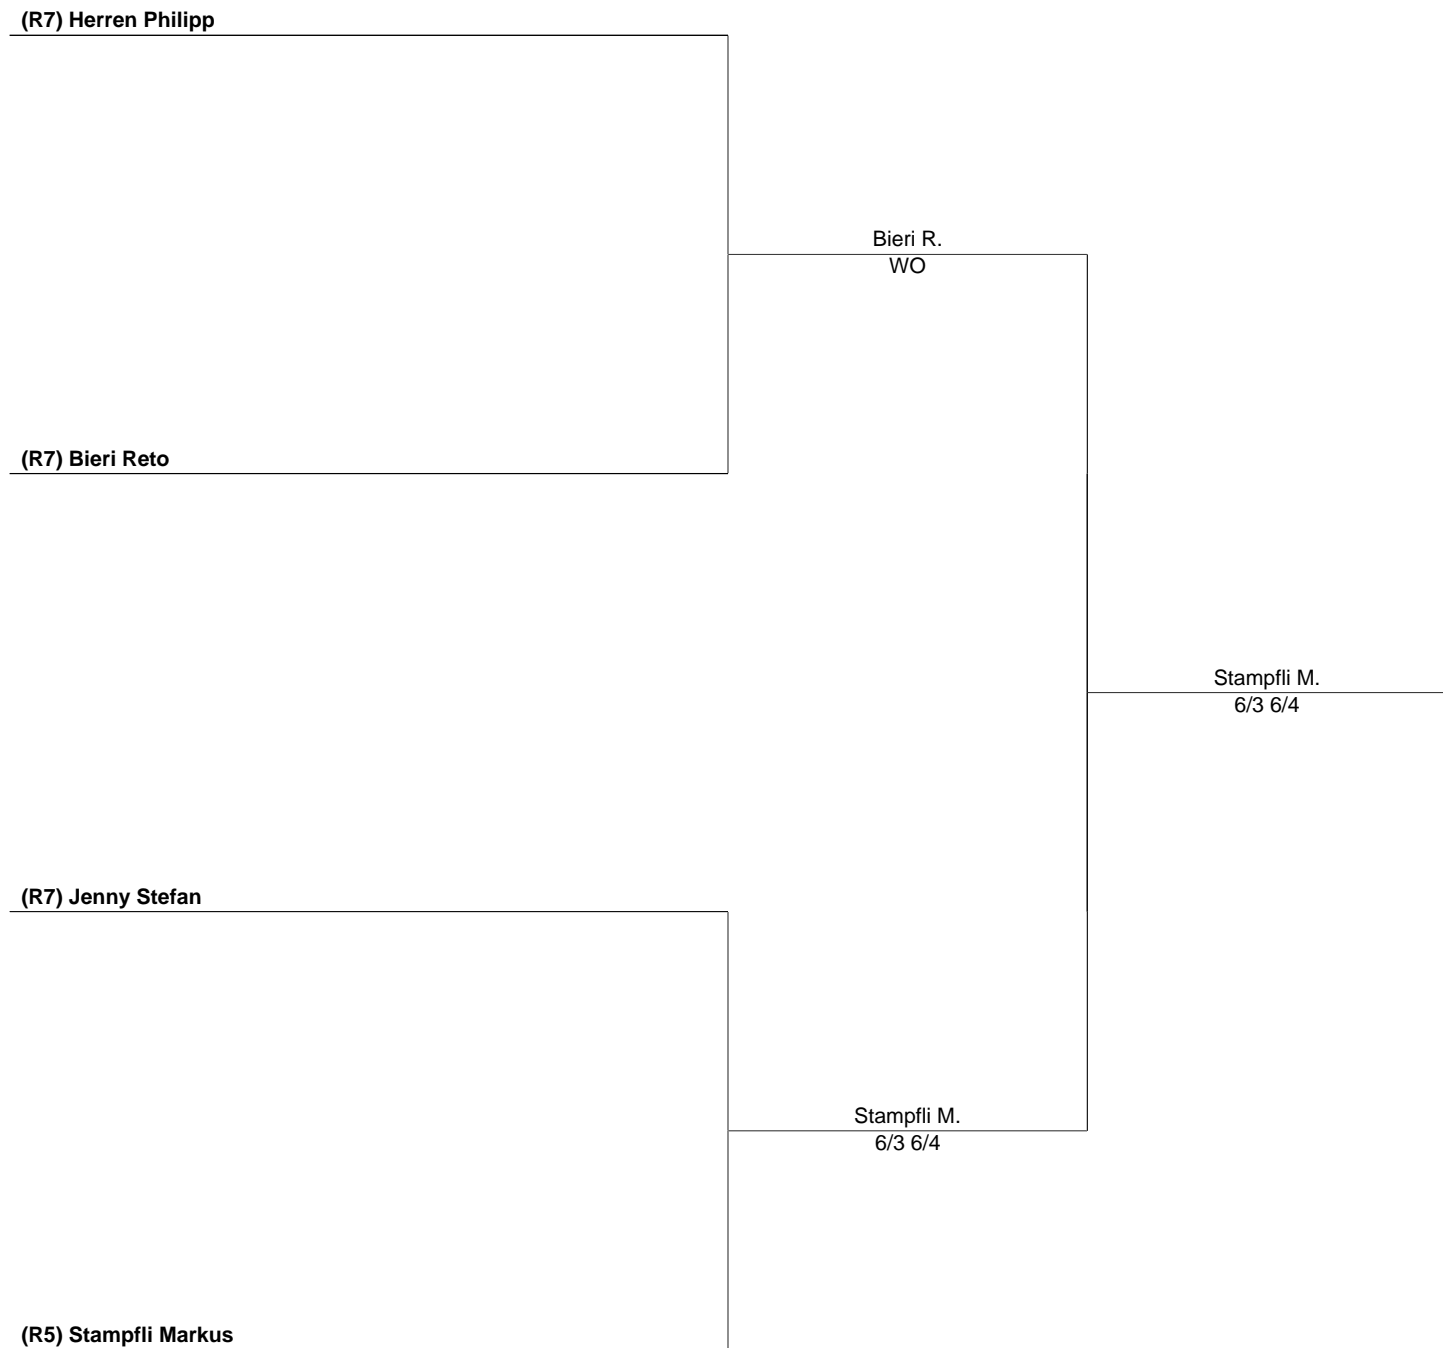 (R7) Herren Philipp
Bieri R.
WO
(R7) Bieri Reto
Stampfli M.
6/3 6/4
(R7) Jenny Stefan
Stampfli M.
6/3 6/4
(R5) Stampfli Markus